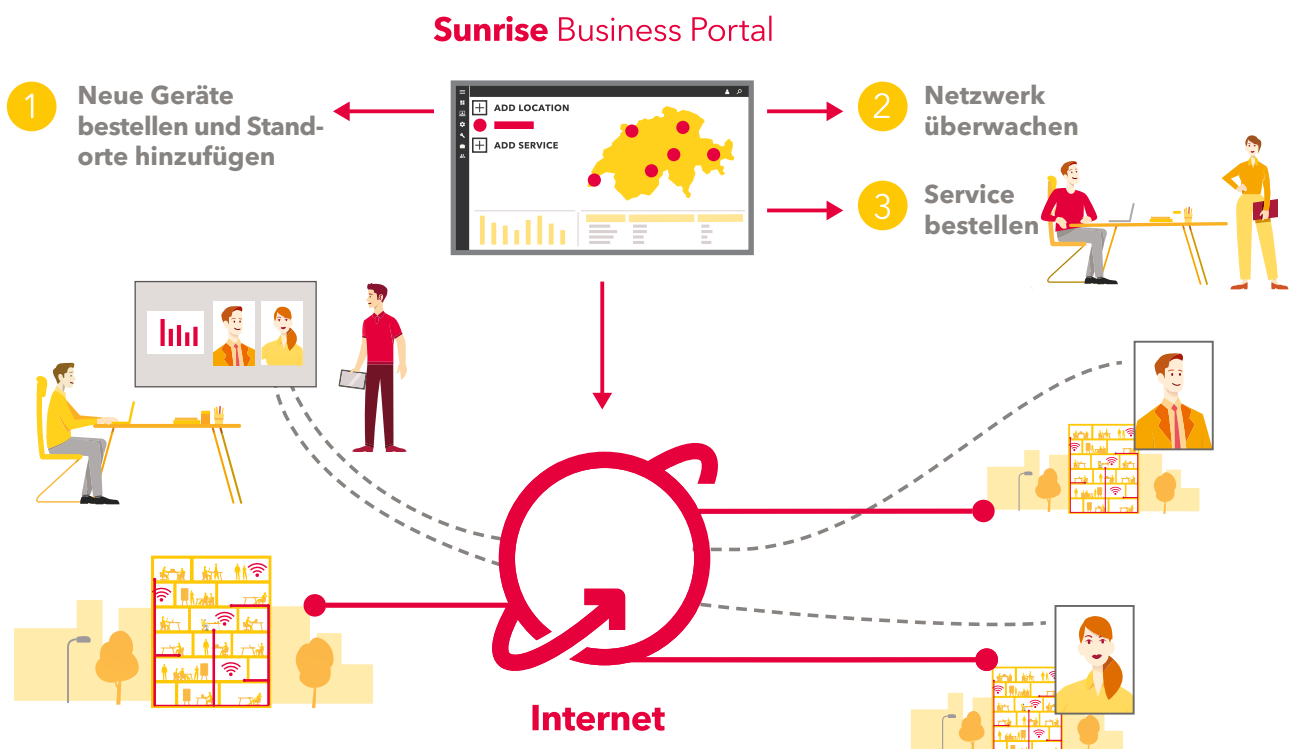 Sunrise Business Portal
1
Neue Geräte
bestellen und Stand-
orte hinzufügen
ADD LOCATION
ADD SERVICE
2
Netzwerk
überwachen
3
Service
bestellen
Internet